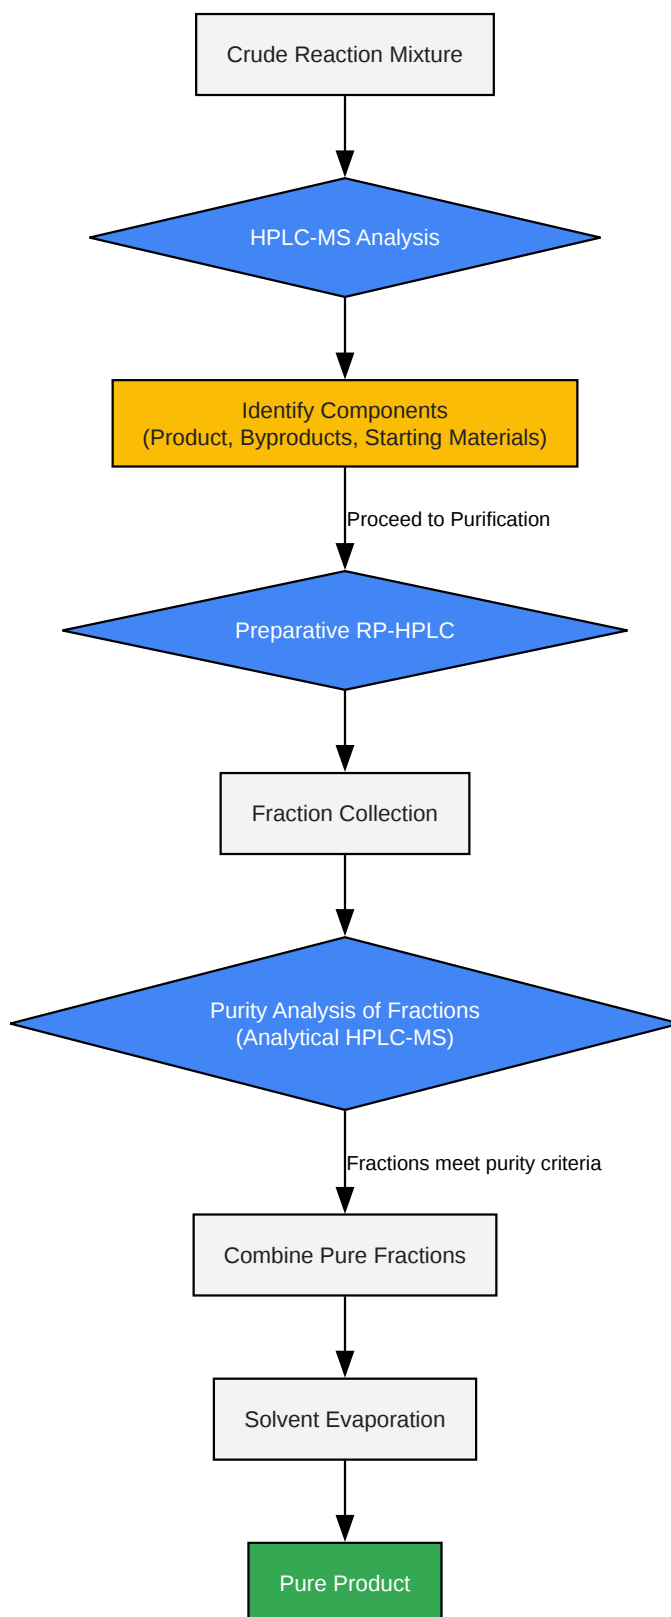 Crude Reaction Mixture
HPLC-MS Analysis
Identify Components
(Product, Byproducts, Starting Materials)
Proceed to Purification
Preparative RP-HPLC
Fraction Collection
Purity Analysis of Fractions
(Analytical HPLC-MS)
Fractions meet purity criteria
Combine Pure Fractions
Solvent Evaporation
Pure Product